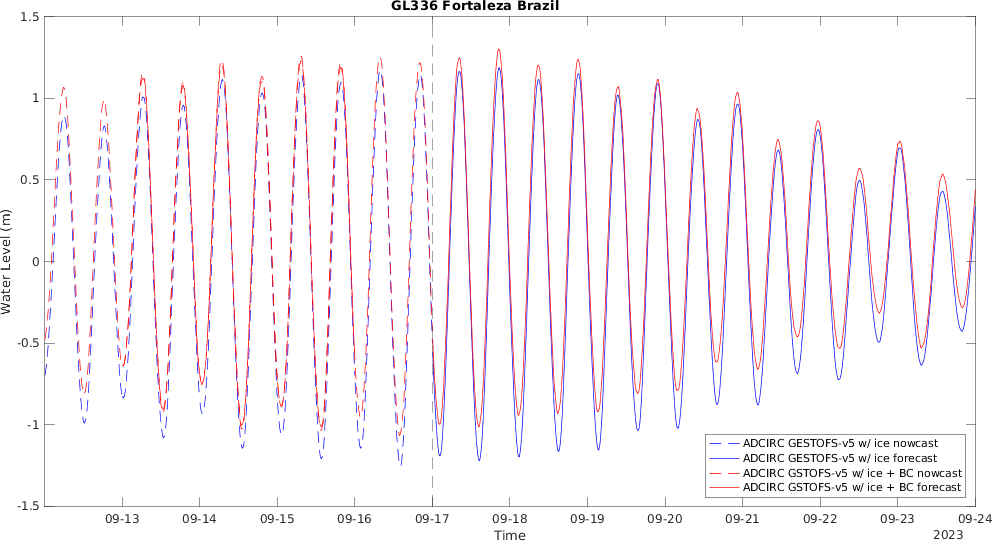 GL336 Fortaleza Brazil
1.5
1
0.5
0
-0.5
-1
-1.5
Water Level (m)
ADCIRC GESTOFS-v5 w/ ice nowcast
ADCIRC GESTOFS-v5 w/ ice forecast
ADCIRC GSTOFS-v5 w/ ice + BC nowcast
ADCIRC GSTOFS-v5 w/ ice + BC forecast
09-13 09-14 09-15 09-16 09-17 09-18 09-19 09-20 09-21 09-22 09-23 09-24
Time
2023